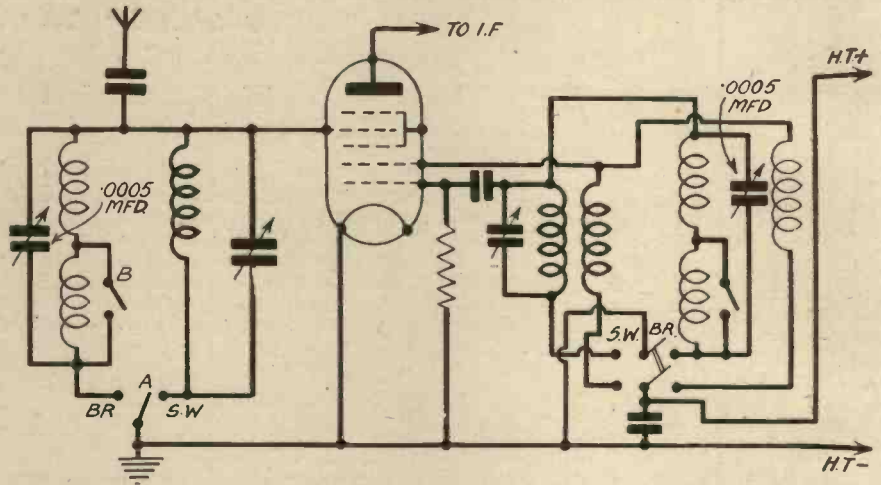 TO I.F
H.T+
.0005
MFD
.0005
MFD.
B
S.W.
BR.
A
BR
S.W
H.T-